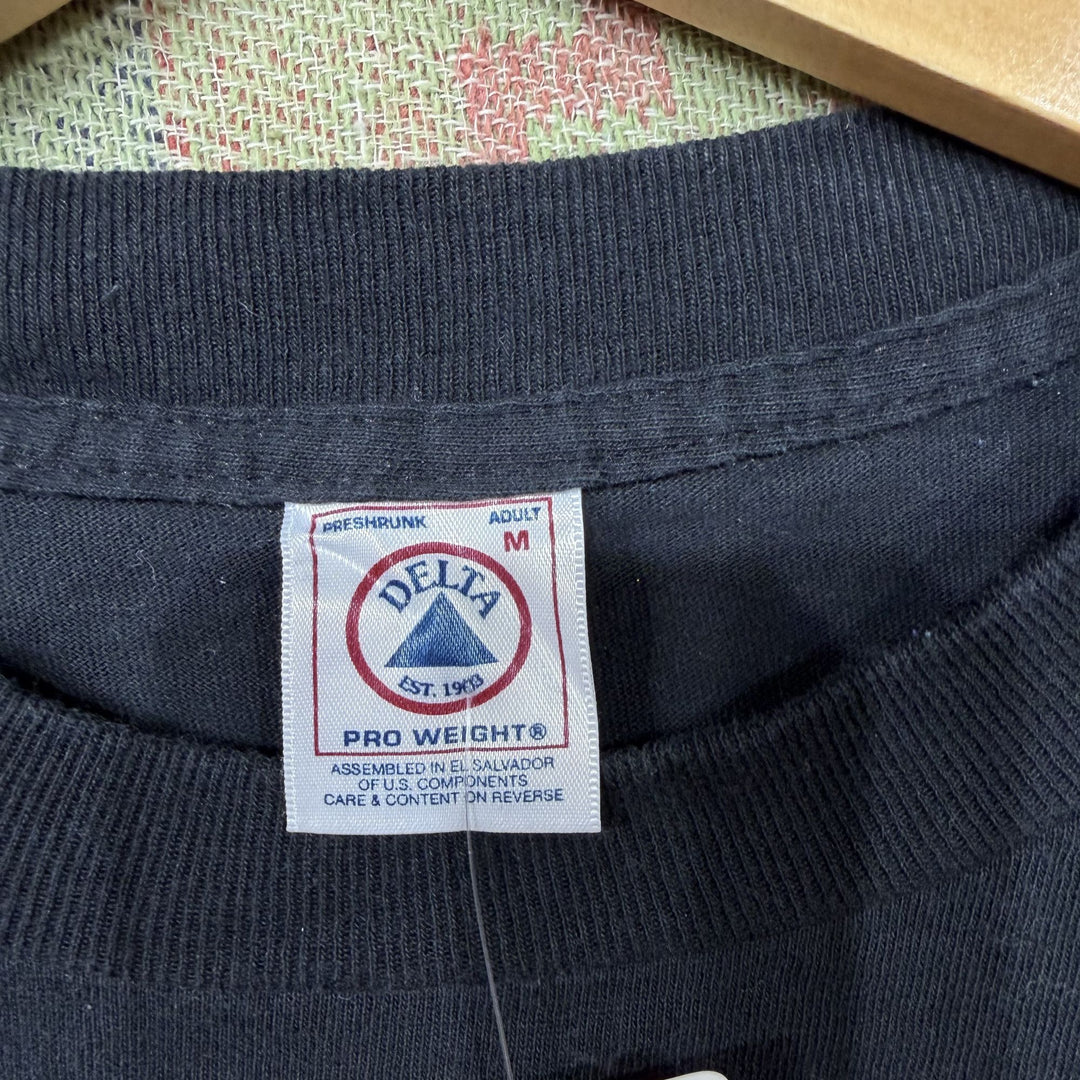 PRESHRUNK ADULT
M
DELTA
EST. 1903
PRO WEIGHT®
ASSEMBLED IN EL SALVADOR
OF U.S. COMPONENTS
CARE & CONTENT ON REVERSE